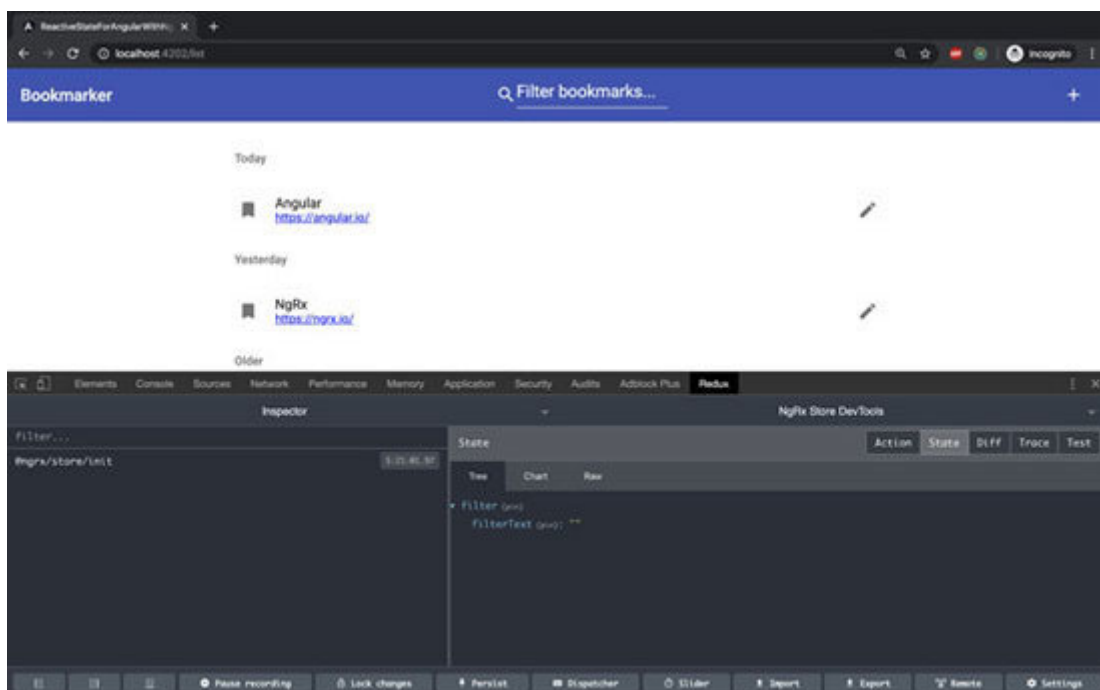 ReactiveStateForAngularWithN
localhost:4202/list
Incognito
Bookmarker
Filter bookmarks...
+
Today
Angular
https://angular.io/
Yesterday
NgRx
https://ngrx.io/
Older
Elements Console Sources Network Performance Memory Application Security Audits Adblock Plus Redux
Inspector
NgRx Store DevTools
filter...
State
Action State Diff Trace Test
@ngrx/store/init
Tree Chart Raw
filter (pin)
filterText (pin): ""
Pause recording Lock changes Persist Dispatcher Slider Import Export Remote Settings